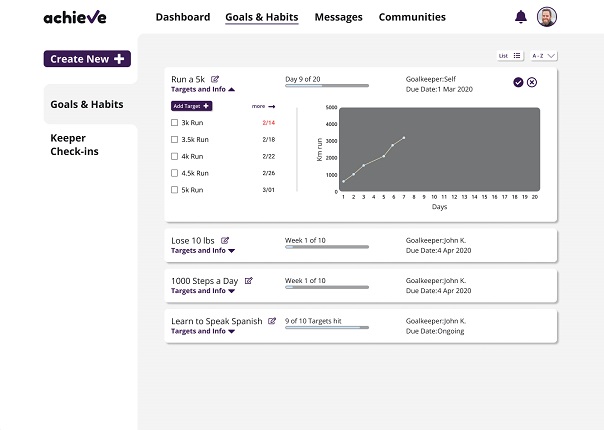 achieve
Dashboard
Goals & Habits
Messages
Communities
Create New
Goals & Habits
Keeper
Check-ins
List
A - Z
Run a 5k
Targets and Info
Day 9 of 20
Goalkeeper:Self
Due Date:1 Mar 2020
Add Target +
more
3k Run 2/14
3.5k Run 2/18
4k Run 2/22
4.5k Run 2/26
5k Run 3/01
Km run
5000
4000
3000
2000
1000
0
1 2 3 4 5 6 7 8 9 10 11 12 13 14 15 16 17 18 19 20
Days
Lose 10 lbs
Targets and Info
Week 1 of 10
Goalkeeper:John K.
Due Date:4 Apr 2020
1000 Steps a Day
Targets and Info
Week 1 of 10
Goalkeeper:John K.
Due Date:4 Apr 2020
Learn to Speak Spanish
Targets and Info
9 of 10 Targets hit
Goalkeeper:John K.
Due Date:Ongoing